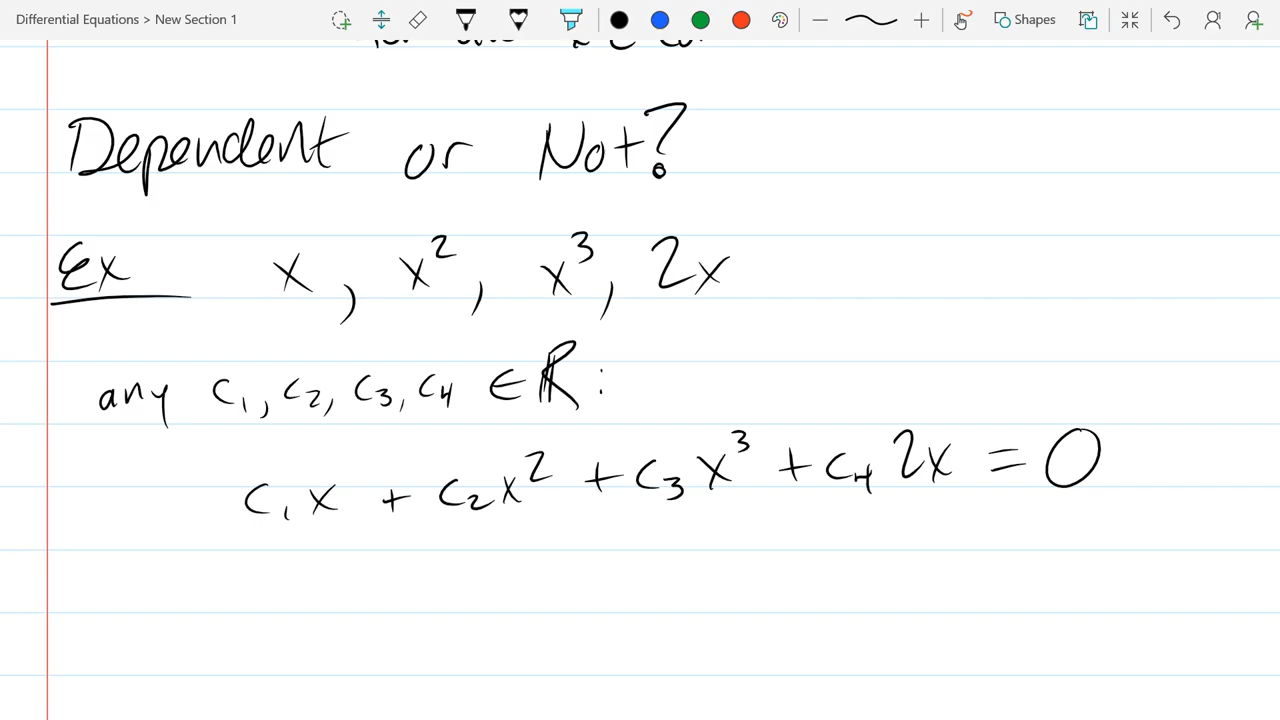 Differential Equations > New Section 1
Shapes
Dependent or Not?
Ex x, x², x³, 2x
any c₁, c₂, c₃, c₄ ∈ ℝ :
c₁x + c₂x² + c₃x³ + c₄2x = 0